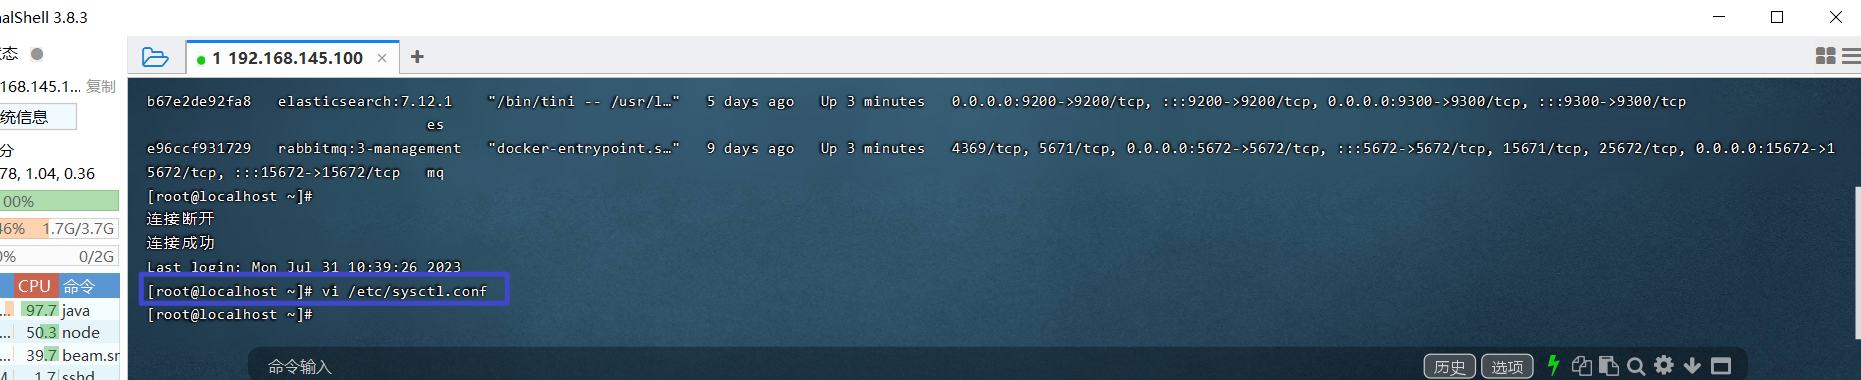 nalShell 3.8.3
状态
168.145.1... 复制
统信息
分
78, 1.04, 0.36
00%
46% 1.7G/3.7G
0% 0/2G
CPU 命令
... 97.7 java
... 50.3 node
... 39.7 beam.sr
M 1.7 sshd
1 192.168.145.100 × +
b67e2de92fa8 elasticsearch:7.12.1 "/bin/tini -- /usr/l…" 5 days ago Up 3 minutes 0.0.0.0:9200->9200/tcp, :::9200->9200/tcp, 0.0.0.0:9300->9300/tcp, :::9300->9300/tcp
es
e96ccf931729 rabbitmq:3-management "docker-entrypoint.s…" 9 days ago Up 3 minutes 4369/tcp, 5671/tcp, 0.0.0.0:5672->5672/tcp, :::5672->5672/tcp, 15671/tcp, 25672/tcp, 0.0.0.0:15672->1
5672/tcp, :::15672->15672/tcp mq
[root@localhost ~]#
连接断开
连接成功
Last login: Mon Jul 31 10:39:26 2023
[root@localhost ~]# vi /etc/sysctl.conf
[root@localhost ~]#
命令输入
历史 选项